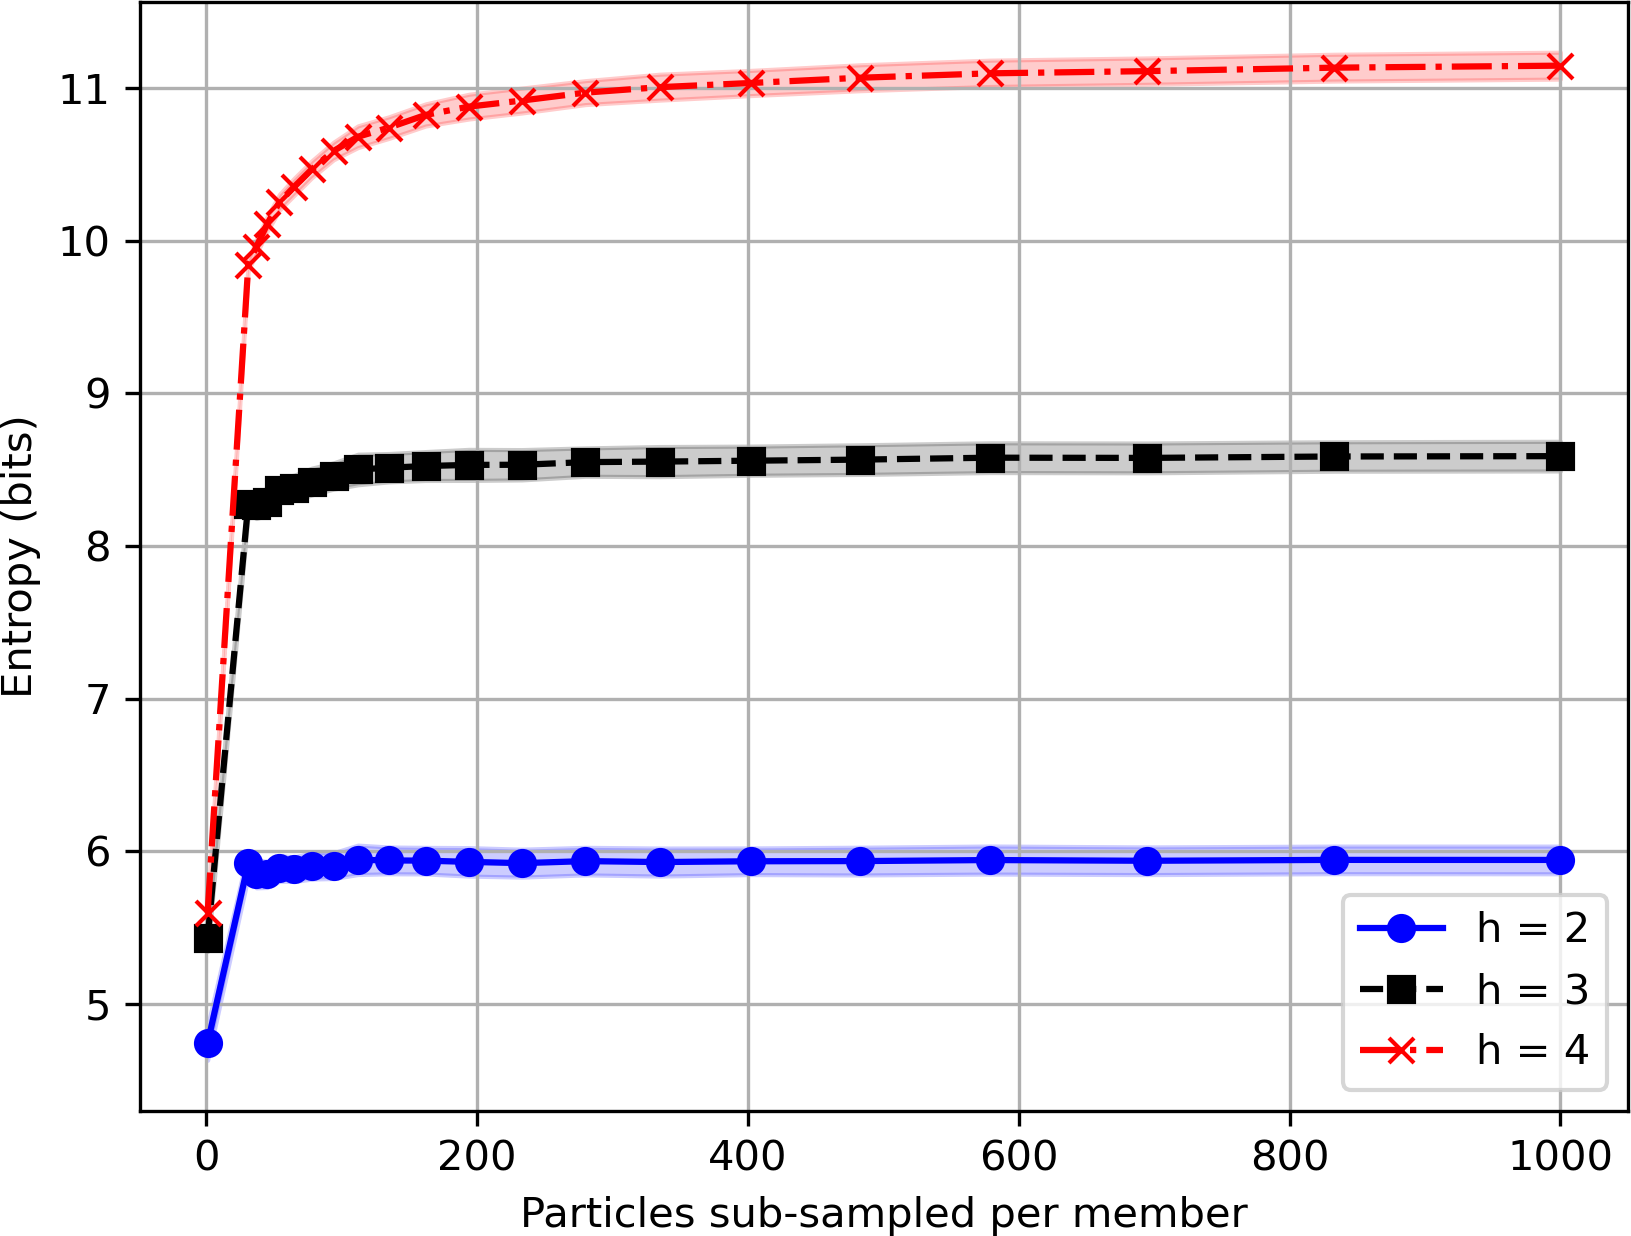 11
10
9
8
7
6
5
Entropy (bits)
h = 2
h = 3
h = 4
0 200 400 600 800 1000
Particles sub-sampled per member